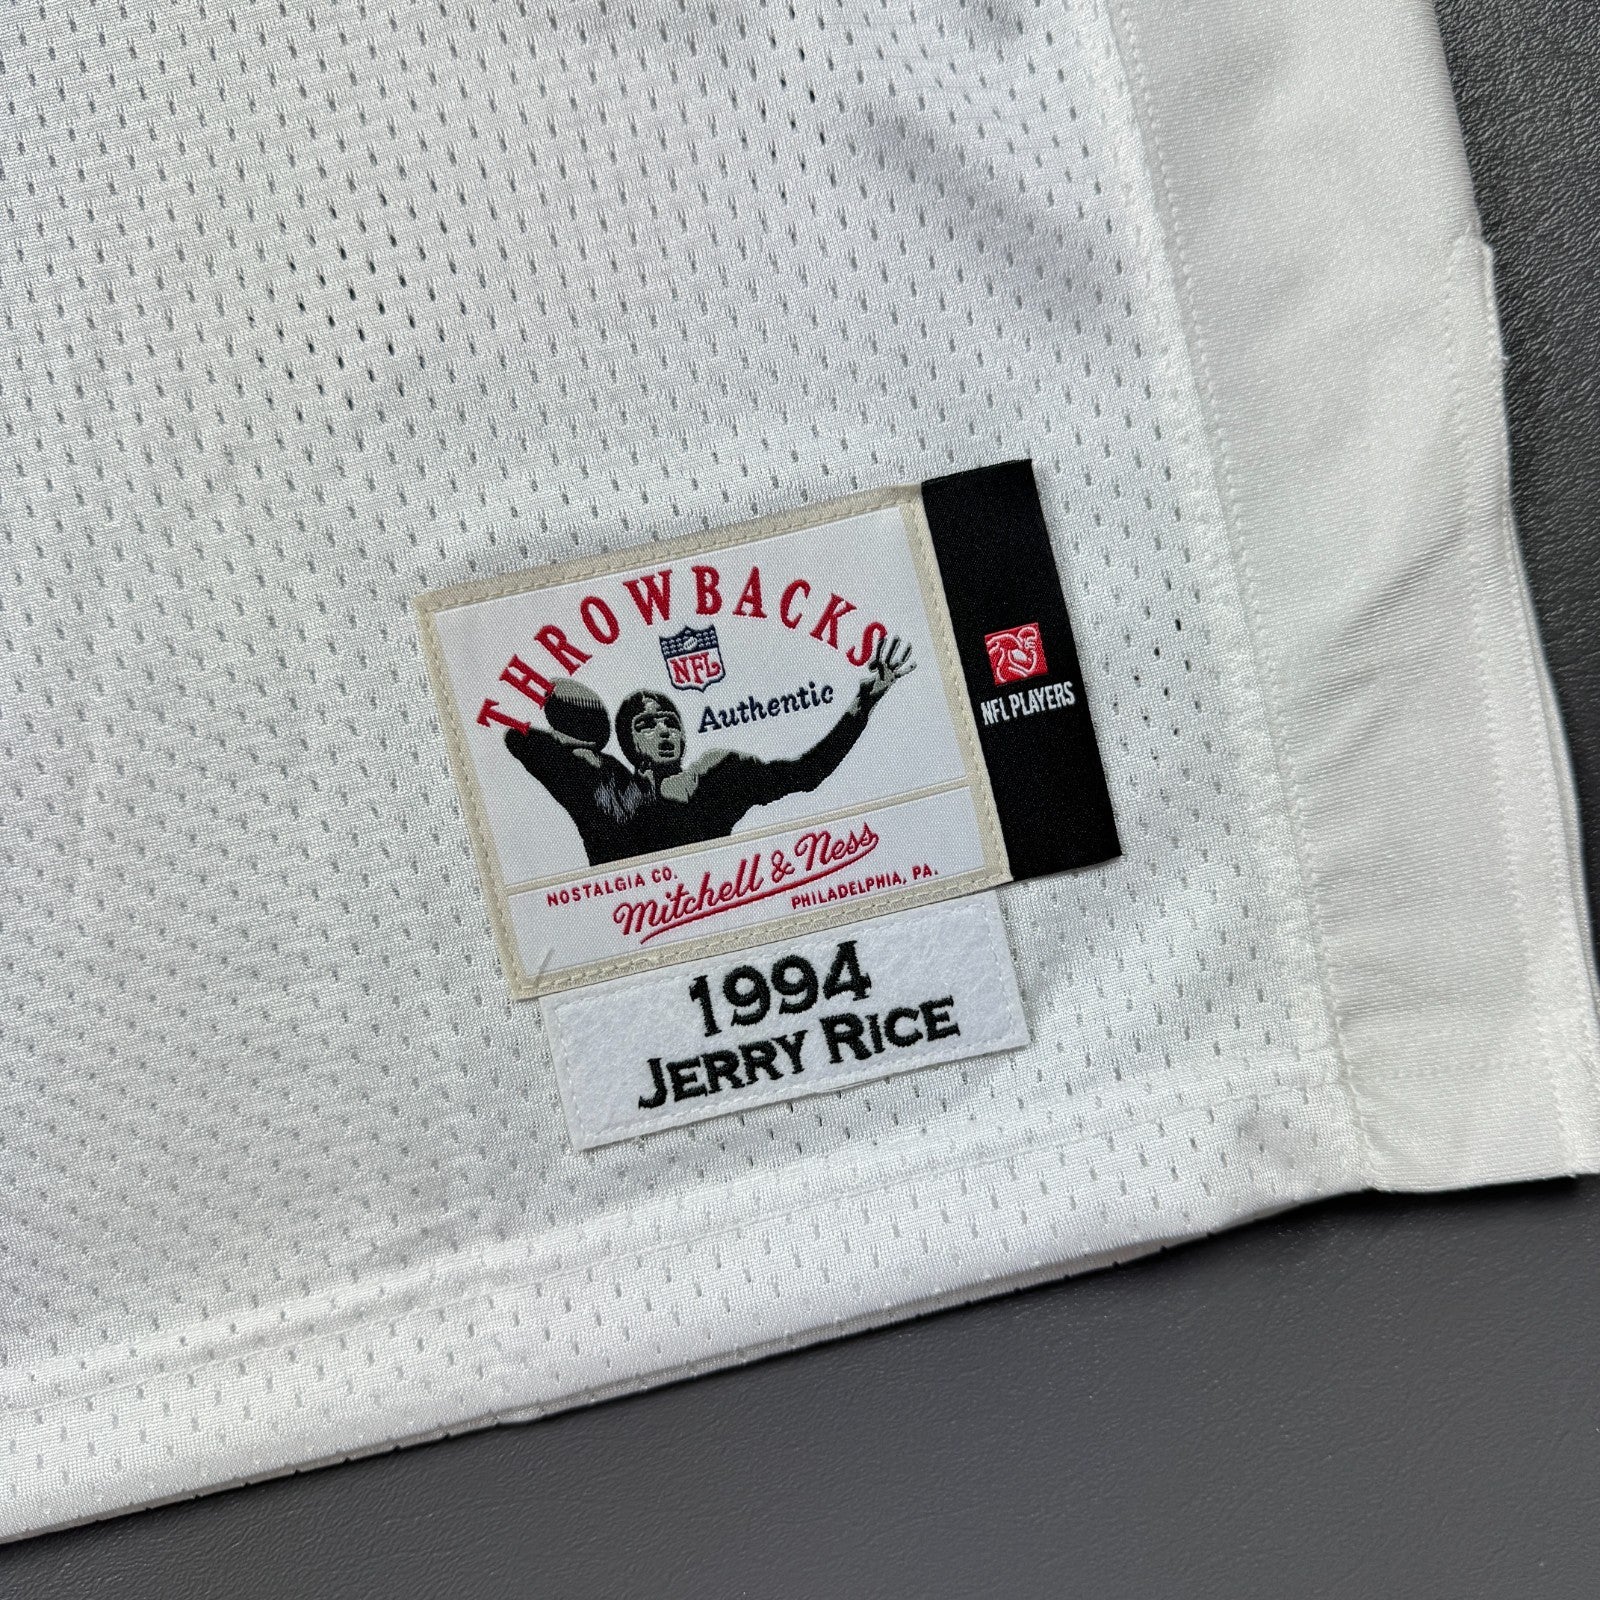 THROWBACKS
NFL
Authentic
NFL PLAYERS
NOSTALGIA CO.
Mitchell & Ness
PHILADELPHIA, PA.
1994
JERRY RICE